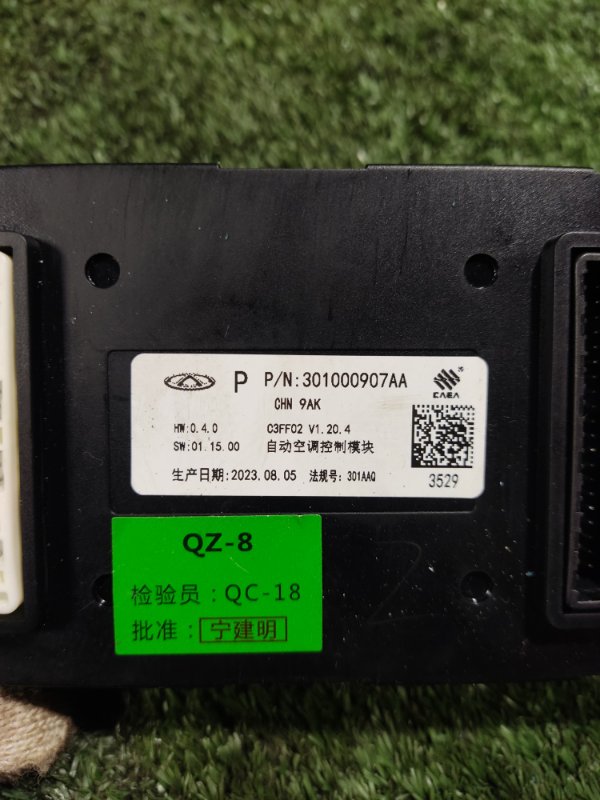 P P/N:301000907AA
CAEA
CHN 9AK
HW:0.4.0 C3FF02 V1.20.4
SW:01.15.00 自动空调控制模块
生产日期:2023.08.05 法规号:301AAQ
3529
QZ-8
检验员:QC-18
批准:宁建明